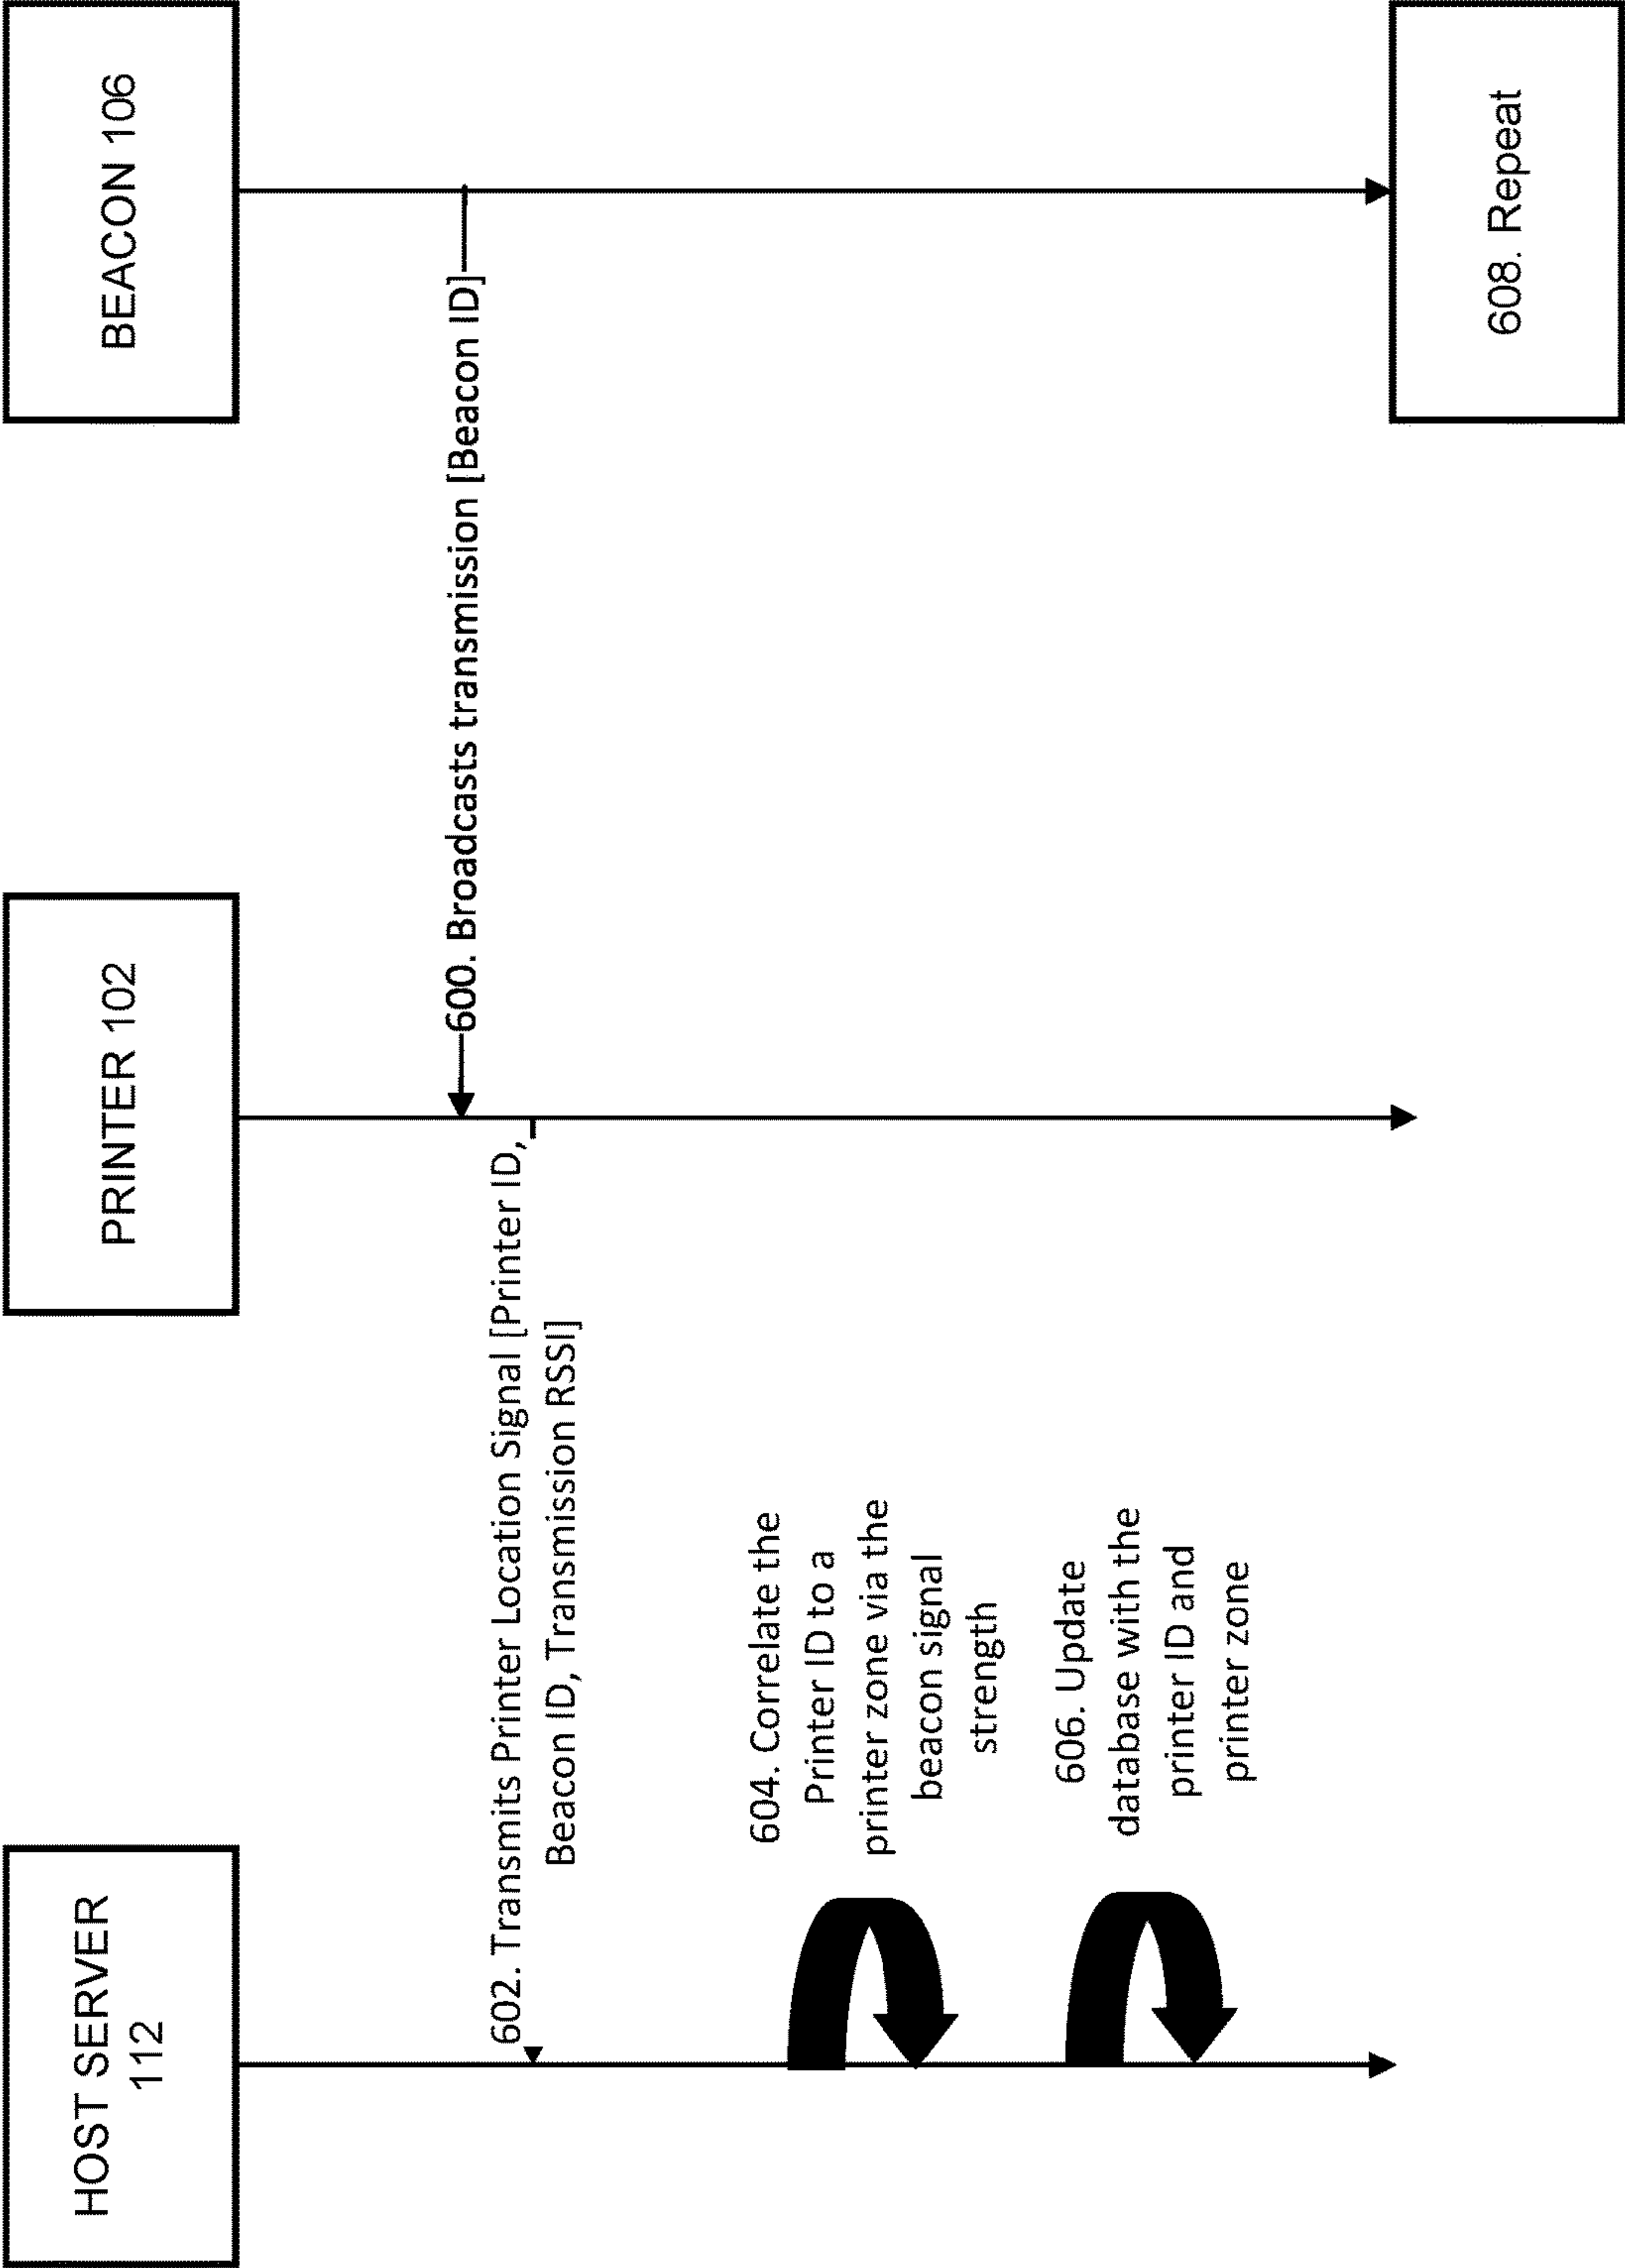 HOST SERVER
112
PRINTER 102
BEACON 106
600. Broadcasts transmission [Beacon ID]
602. Transmits Printer Location Signal [Printer ID,
Beacon ID, Transmission RSSI]
604. Correlate the
Printer ID to a
printer zone via the
beacon signal
strength
606. Update
database with the
printer ID and
printer zone
608. Repeat